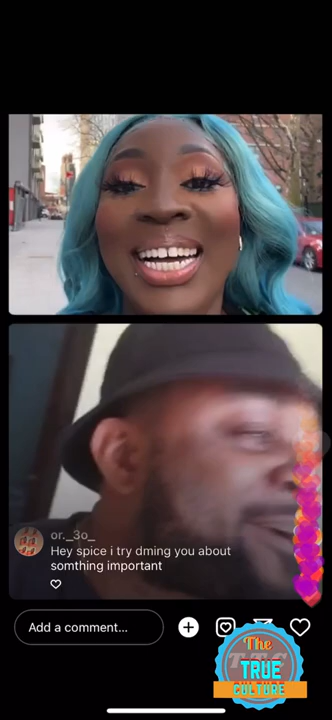 or._3o_
Hey spice i try dming you about
somthing important
Add a comment...
The
TRUE
CULTURE